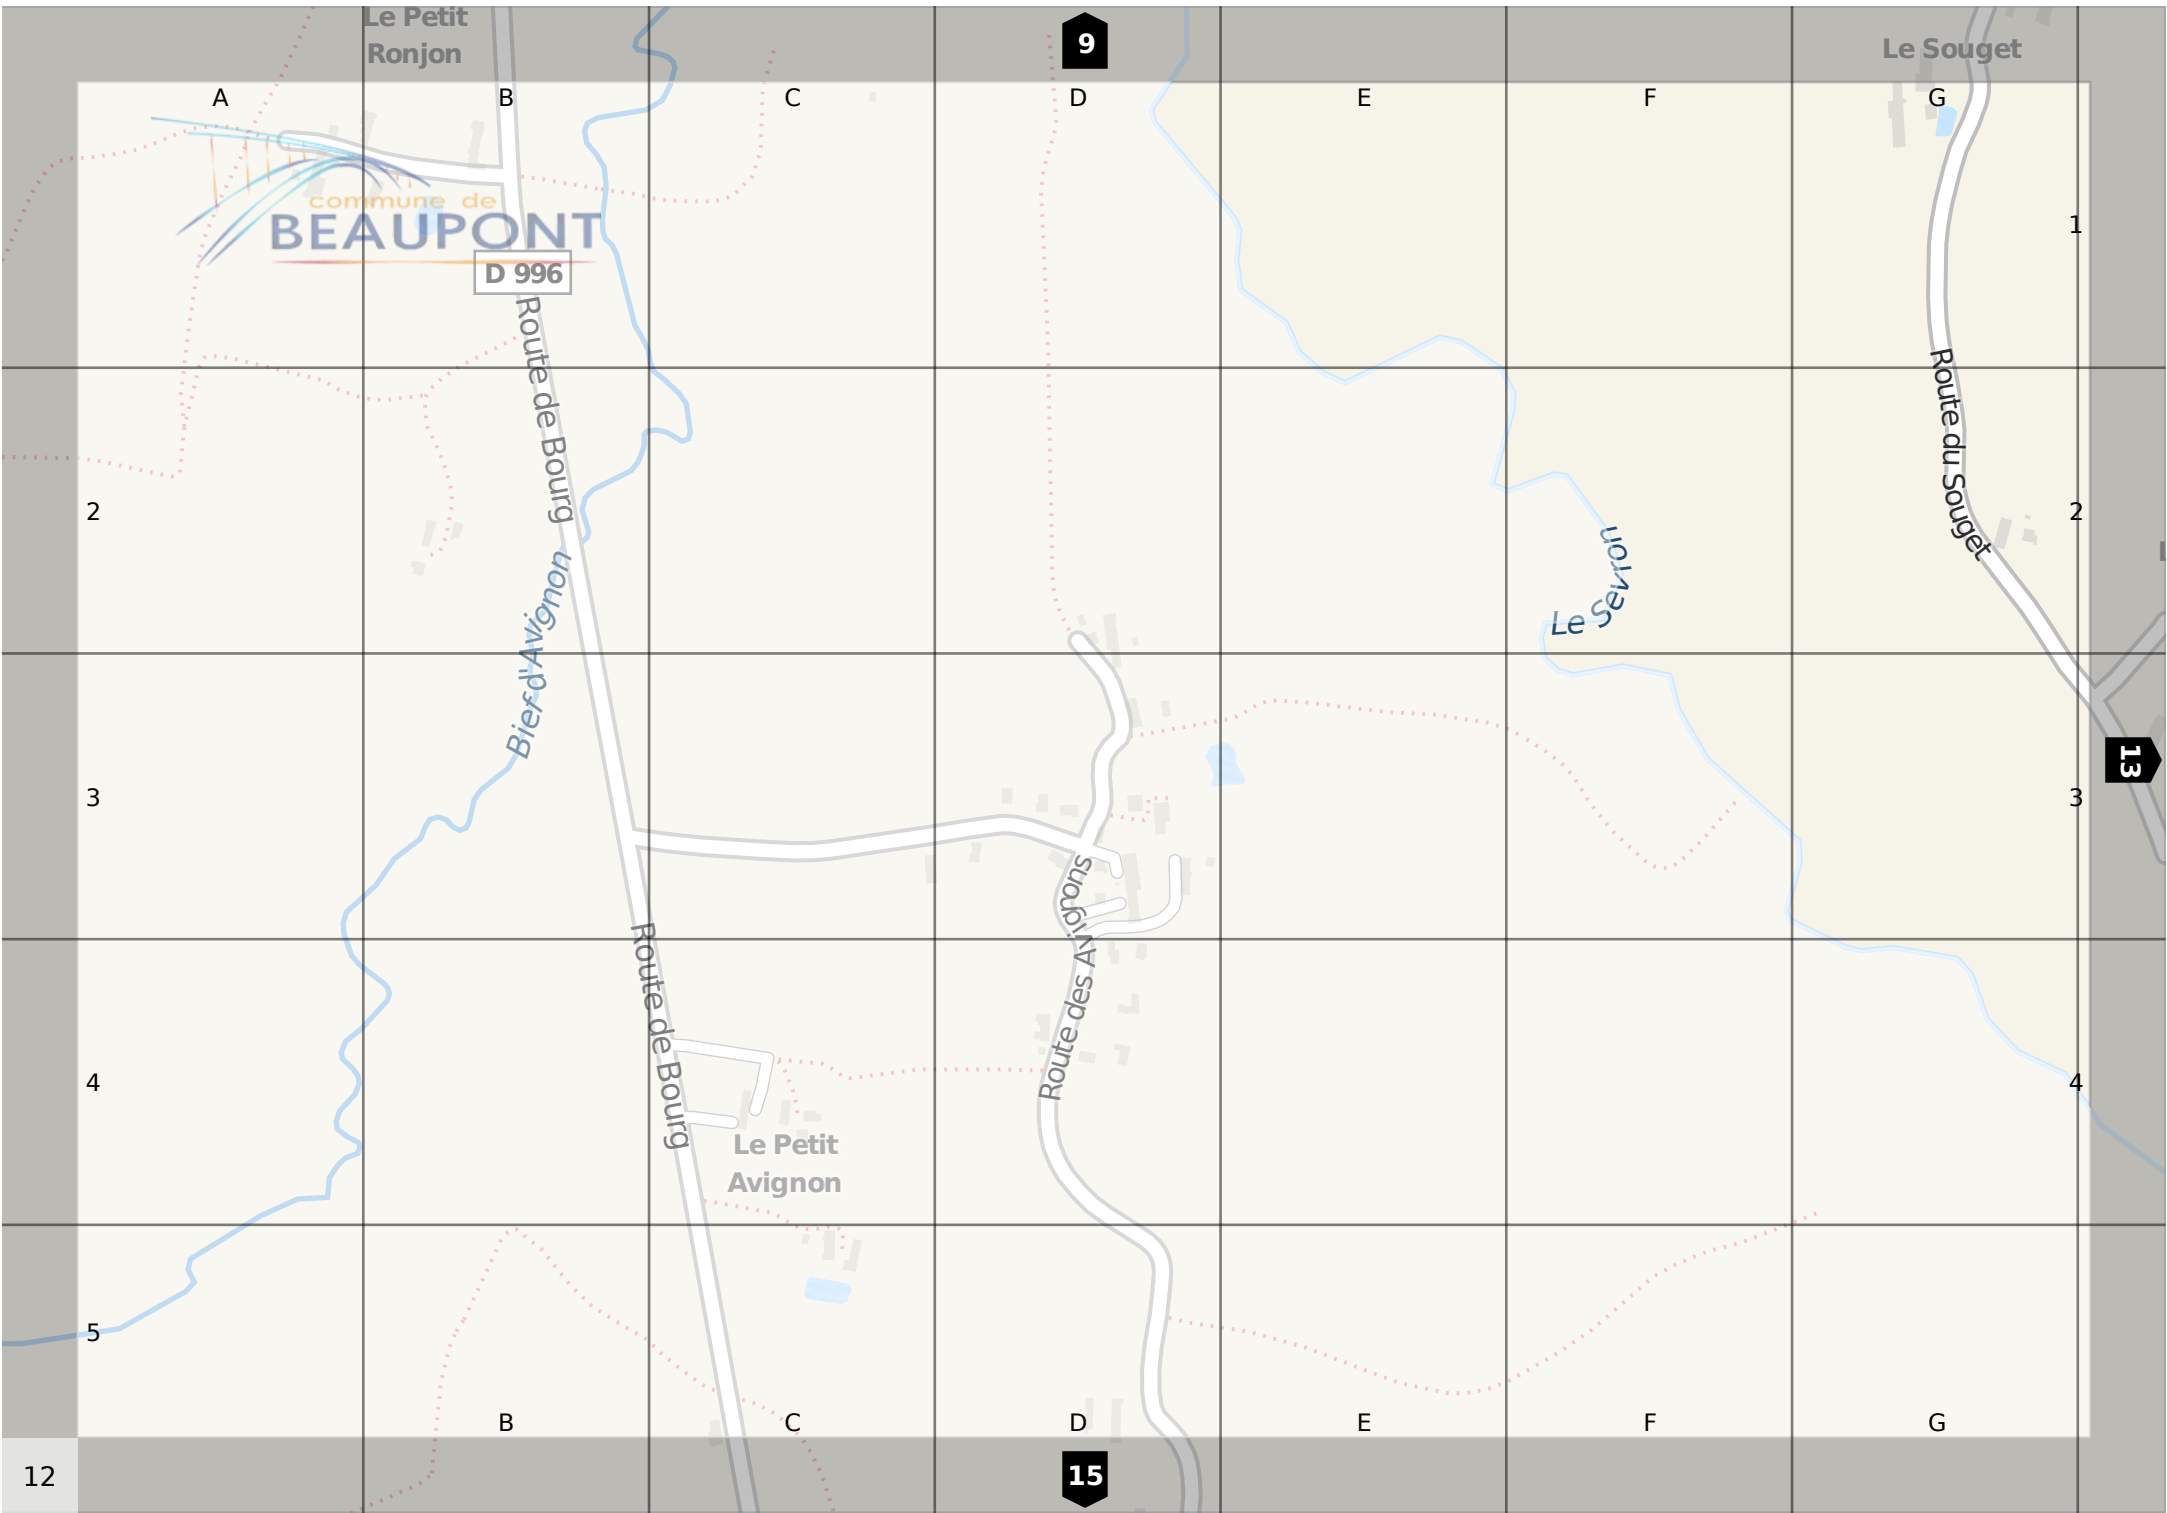 Le Petit
Ronjon
9
Le Souget
A
B
C
D
E
F
G
commune de
BEAUPONT
1
D 996
Route de Bourg
Route du Souget
2
2
Bief d'Avignon
Le Sevron
13
3
3
Route des Avignons
Route de Bourg
4
4
Le Petit
Avignon
5
B
C
D
E
F
G
12
15